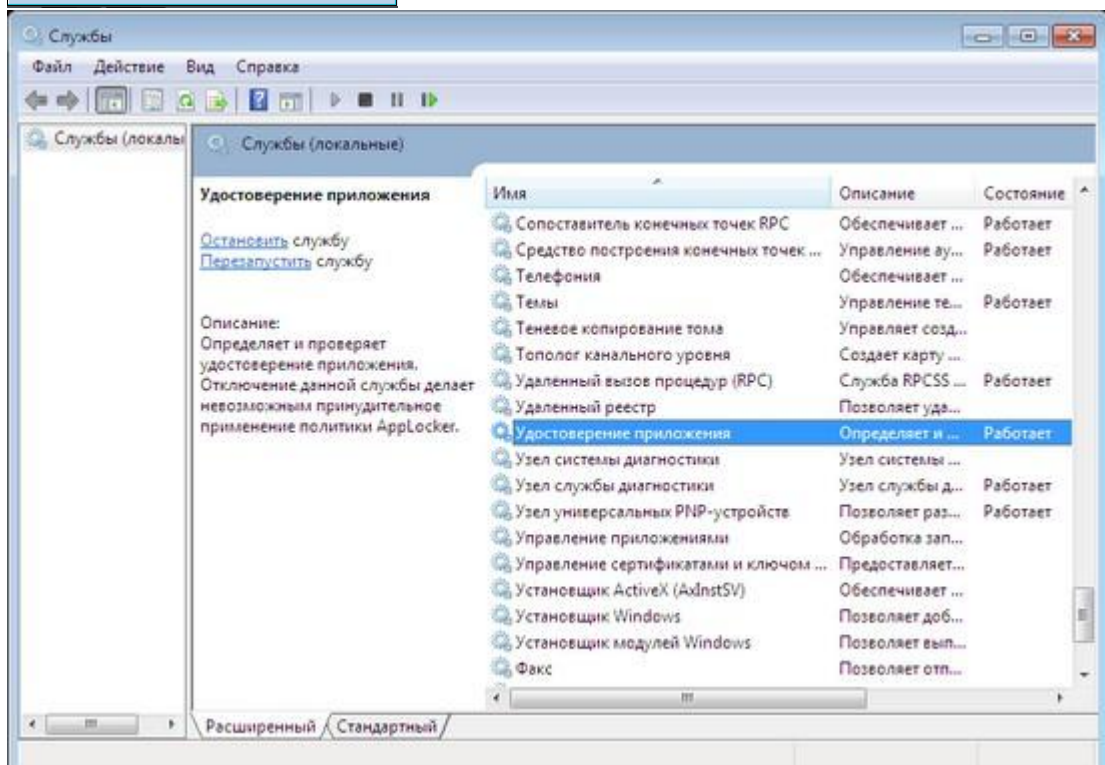 Службы
Файл Действие Вид Справка
Службы (локалы
Службы (локальные)
Удостоверение приложения
Остановить службу
Перезапустить службу
Описание:
Определяет и проверяет
удостоверение приложения.
Отключение данной службы делает
невозможным принудительное
применение политики AppLocker.
Имя Описание Состояние
Сопоставитель конечных точек RPC Обеспечивает ... Работает
Средство построения конечных точек ... Управление ау... Работает
Телефония Обеспечивает ...
Темы Управление те... Работает
Теневое копирование тома Управляет созд...
Тополог канального уровня Создает карту ...
Удаленный вызов процедур (RPC) Служба RPCSS ... Работает
Удаленный реестр Позволяет уда...
Удостоверение приложения Определяет и ... Работает
Узел системы диагностики Узел системы ...
Узел службы диагностики Узел службы д... Работает
Узел универсальных PNP-устройств Позволяет раз... Работает
Управление приложениями Обработка зап...
Управление сертификатами и ключом ... Предоставляет...
Установщик ActiveX (AxInstSV) Обеспечивает ...
Установщик Windows Позволяет доб...
Установщик модулей Windows Позволяет вып...
Факс Позволяет отп...
Расширенный Стандартный